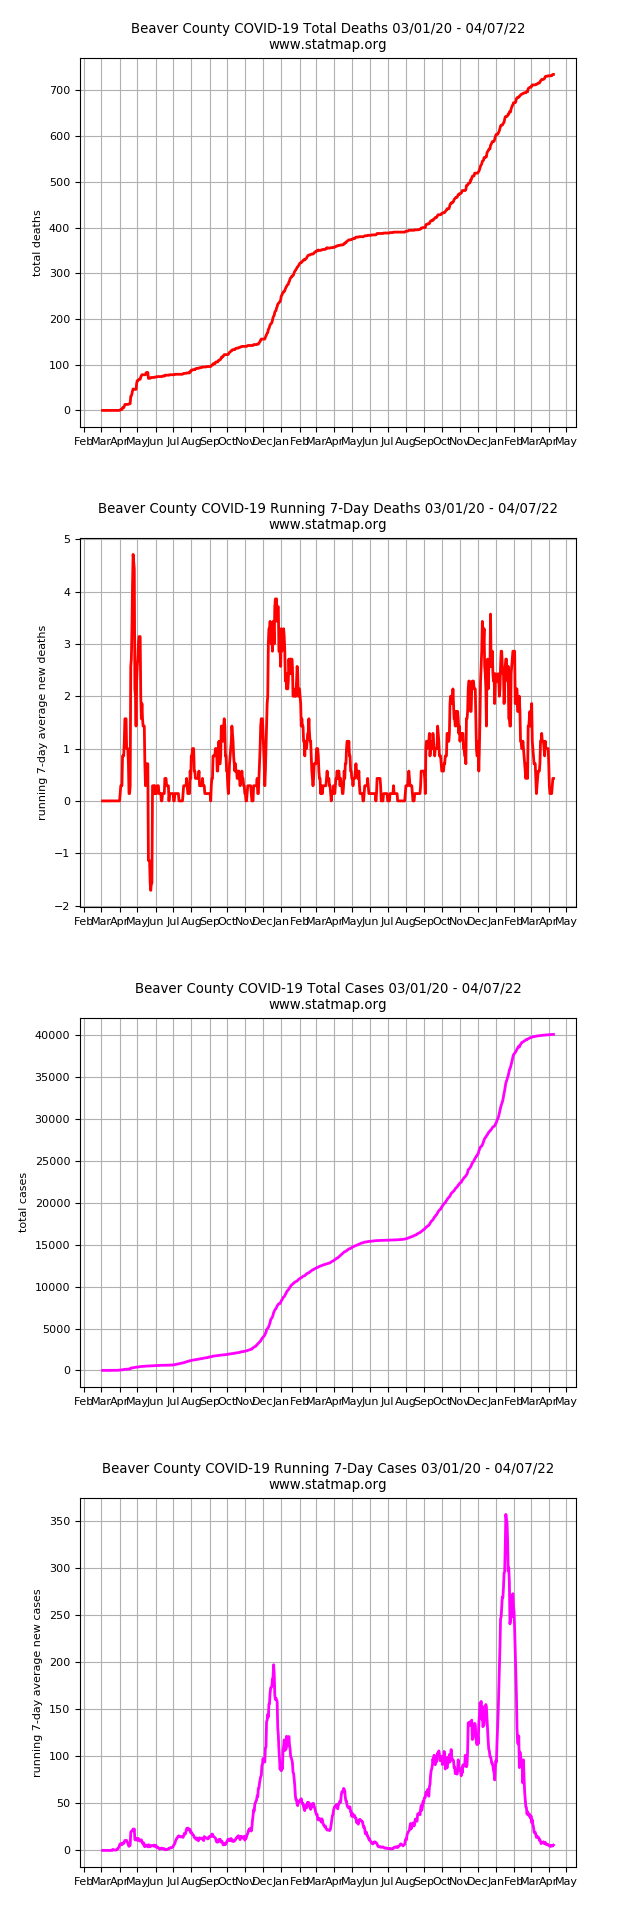 Beaver County COVID-19 Total Deaths 03/01/20 - 04/07/22
www.statmap.org
700
600
500
400
300
200
100
0
total deaths
Feb Mar Apr May Jun Jul Aug Sep Oct Nov Dec Jan Feb Mar Apr May Jun Jul Aug Sep Oct Nov Dec Jan Feb Mar Apr May
Beaver County COVID-19 Running 7-Day Deaths 03/01/20 - 04/07/22
www.statmap.org
5
4
3
2
1
0
−1
−2
running 7-day average new deaths
Feb Mar Apr May Jun Jul Aug Sep Oct Nov Dec Jan Feb Mar Apr May Jun Jul Aug Sep Oct Nov Dec Jan Feb Mar Apr May
Beaver County COVID-19 Total Cases 03/01/20 - 04/07/22
www.statmap.org
40000
35000
30000
25000
20000
15000
10000
5000
0
total cases
Feb Mar Apr May Jun Jul Aug Sep Oct Nov Dec Jan Feb Mar Apr May Jun Jul Aug Sep Oct Nov Dec Jan Feb Mar Apr May
Beaver County COVID-19 Running 7-Day Cases 03/01/20 - 04/07/22
www.statmap.org
350
300
250
200
150
100
50
0
running 7-day average new cases
Feb Mar Apr May Jun Jul Aug Sep Oct Nov Dec Jan Feb Mar Apr May Jun Jul Aug Sep Oct Nov Dec Jan Feb Mar Apr May